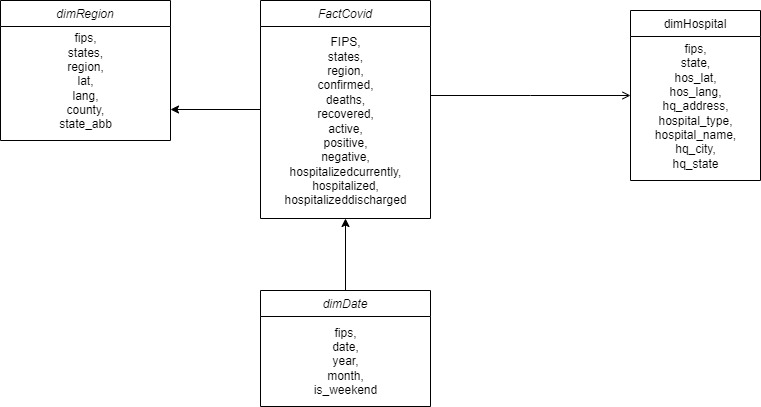 dimRegion
fips,
states,
region,
lat,
lang,
county,
state_abb
FactCovid
FIPS,
states,
region,
confirmed,
deaths,
recovered,
active,
positive,
negative,
hospitalizedcurrently,
hospitalized,
hospitalizeddischarged
dimHospital
fips,
state,
hos_lat,
hos_lang,
hq_address,
hospital_type,
hospital_name,
hq_city,
hq_state
dimDate
fips,
date,
year,
month,
is_weekend